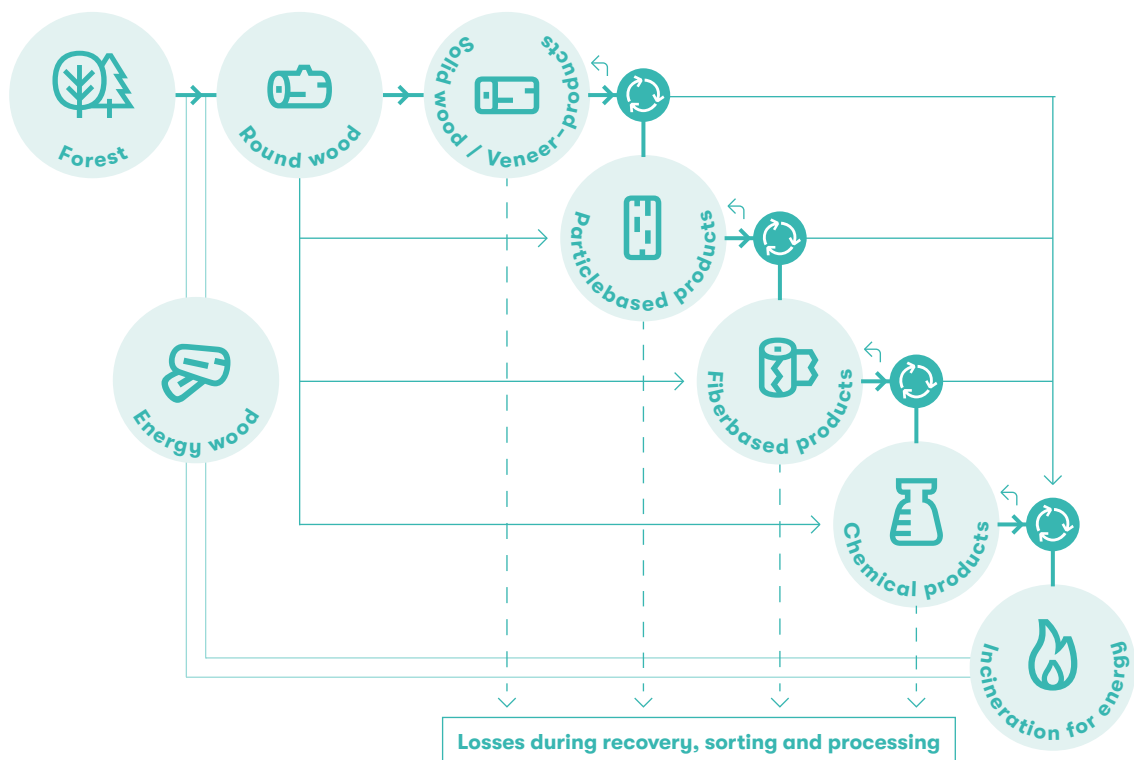 Forest
Round wood
Solid wood / Veneer-products
Particlebased products
Energy wood
Fiberbased products
Chemical products
Incineration for energy
Losses during recovery, sorting and processing